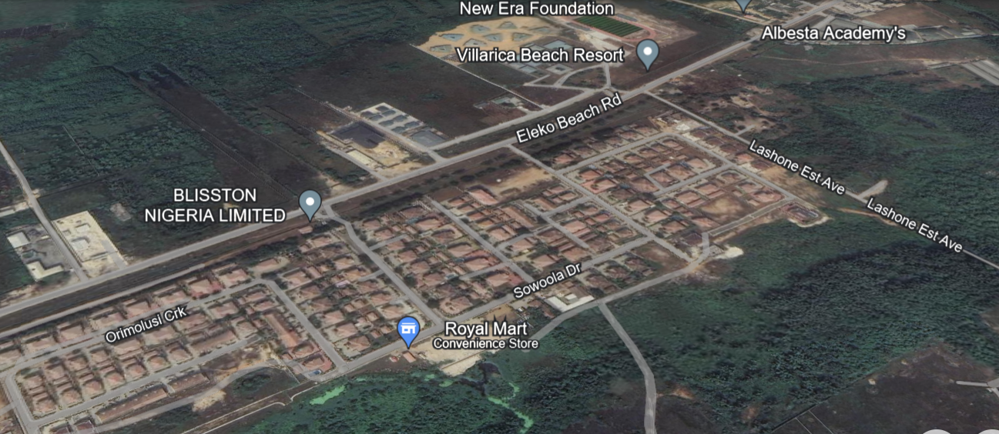 New Era Foundation
Albesta Academy's
Villarica Beach Resort
Eleko Beach Rd
Lashone Est Ave
Lashone Est Ave
BLISSTON
NIGERIA LIMITED
Sowoola Dr
Orimolusi Crk
Royal Mart
Convenience Store